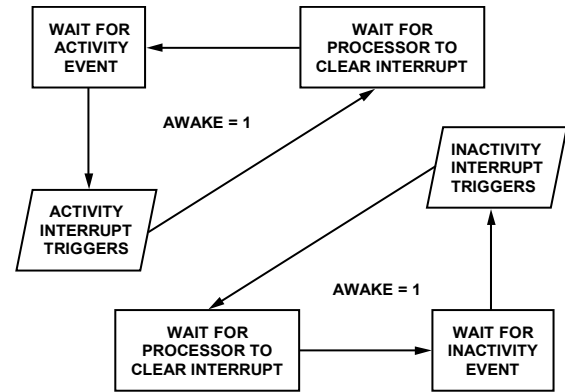 WAIT FOR
ACTIVITY
EVENT
WAIT FOR
PROCESSOR TO
CLEAR INTERRUPT
AWAKE = 1
ACTIVITY
INTERRUPT
TRIGGERS
INACTIVITY
INTERRUPT
TRIGGERS
AWAKE = 1
WAIT FOR
PROCESSOR TO
CLEAR INTERRUPT
WAIT FOR
INACTIVITY
EVENT